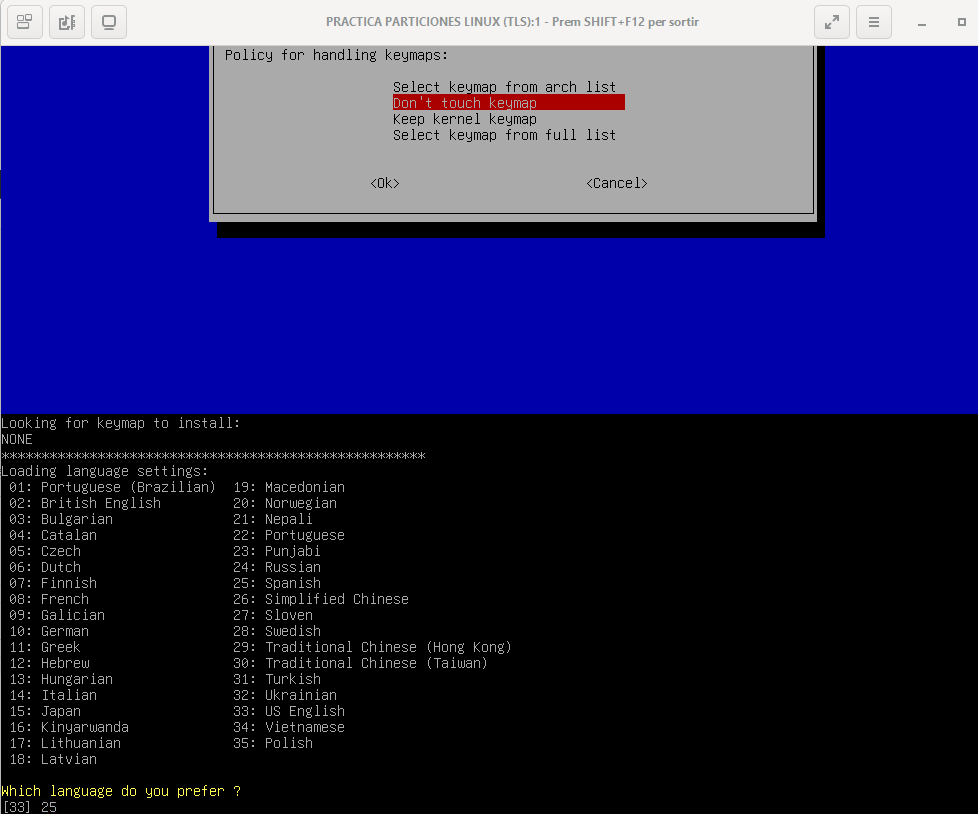 PRACTICA PARTICIONES LINUX (TLS):1 - Prem SHIFT+F12 per sortir
Policy for handling keymaps:
Select keymap from arch list
Don't touch keymap
Keep kernel keymap
Select keymap from full list
<Ok> <Cancel>
Looking for keymap to install:
NONE
*****************************************************
Loading language settings:
01: Portuguese (Brazilian) 19: Macedonian
02: British English 20: Norwegian
03: Bulgarian 21: Nepali
04: Catalan 22: Portuguese
05: Czech 23: Punjabi
06: Dutch 24: Russian
07: Finnish 25: Spanish
08: French 26: Simplified Chinese
09: Galician 27: Sloven
10: German 28: Swedish
11: Greek 29: Traditional Chinese (Hong Kong)
12: Hebrew 30: Traditional Chinese (Taiwan)
13: Hungarian 31: Turkish
14: Italian 32: Ukrainian
15: Japan 33: US English
16: Kinyarwanda 34: Vietnamese
17: Lithuanian 35: Polish
18: Latvian
Which language do you prefer ?
[33] 25